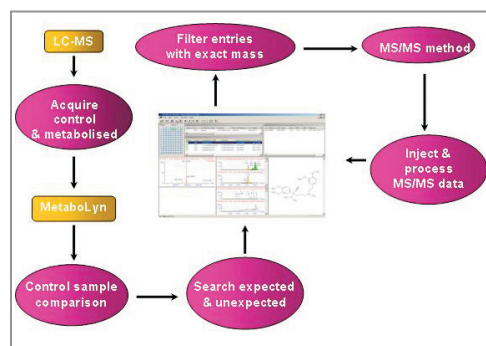 LC-MS
Acquire
control
& metabolised
MetaboLyn
Control sample
comparison
Search expected
& unexpected
Filter entries
with exact mass
MS/MS method
Inject &
process
MS/MS data